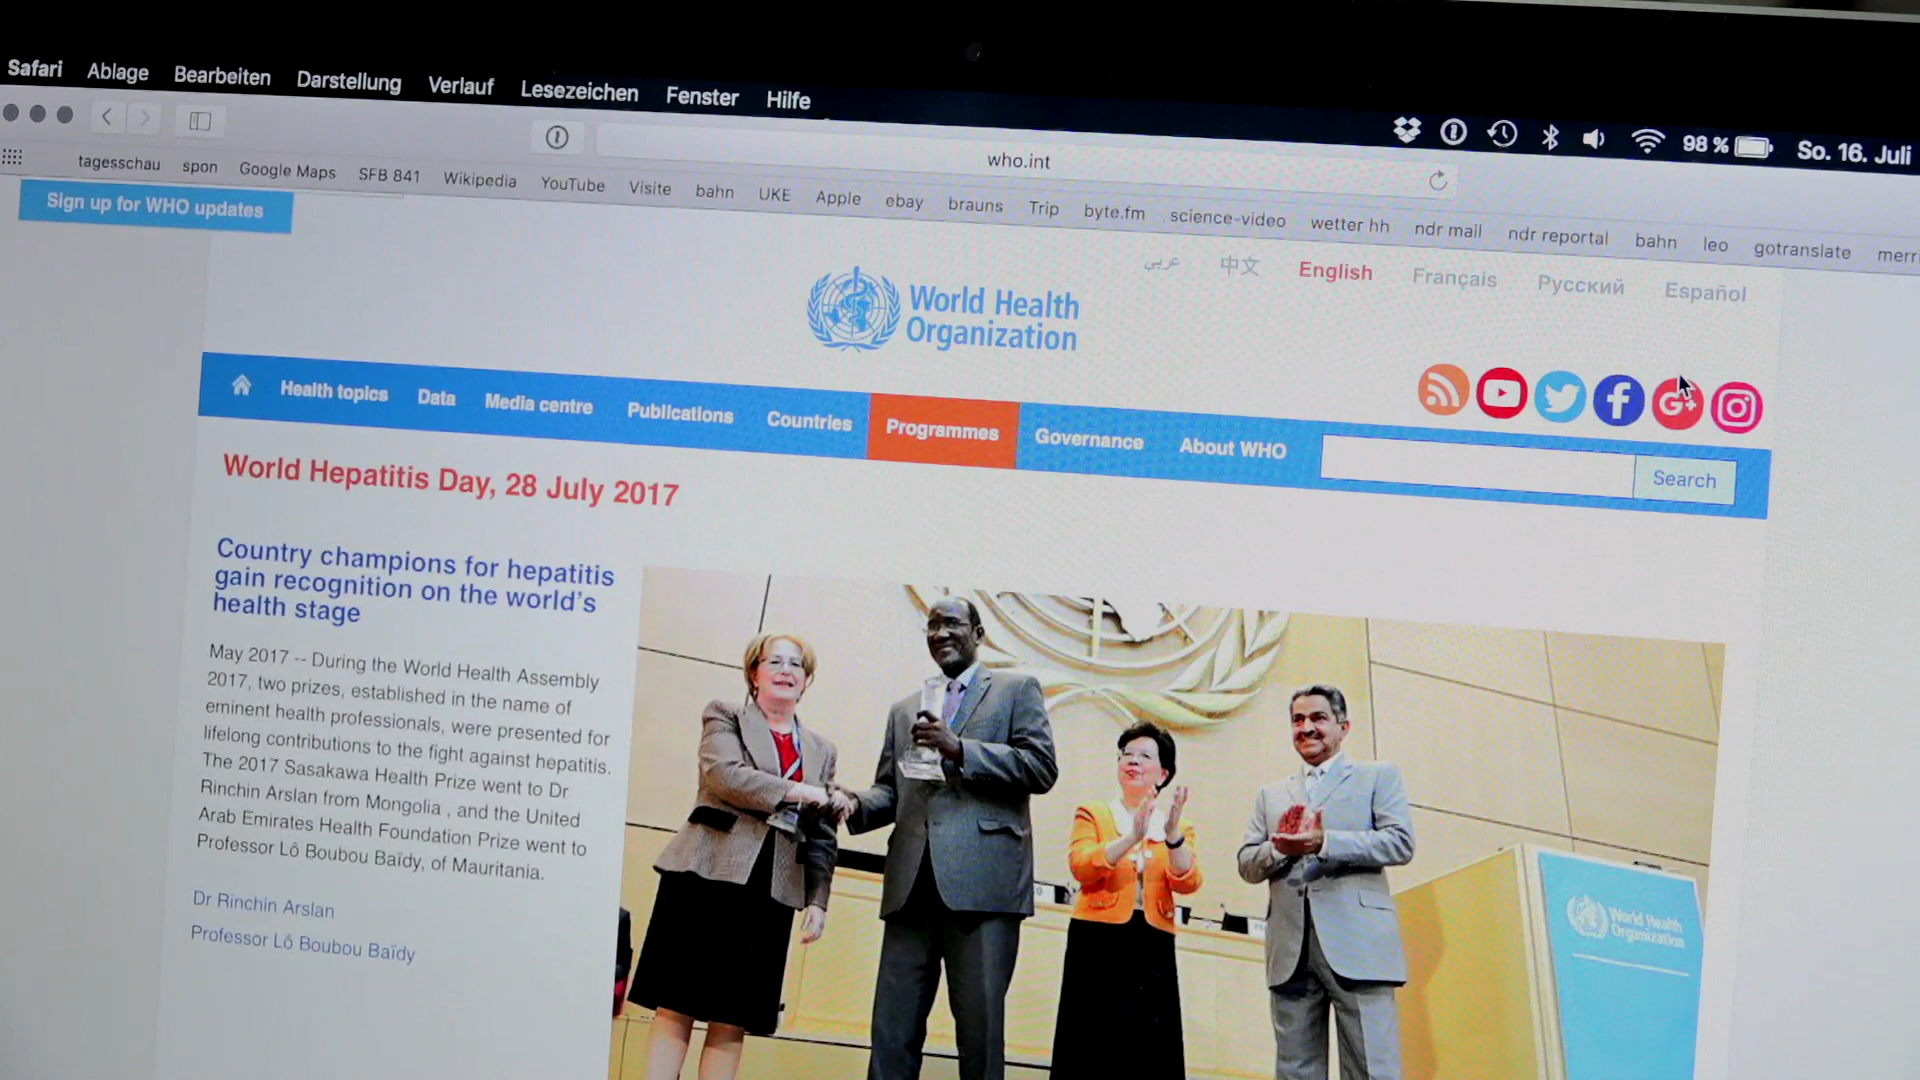 Safari Ablage Bearbeiten Darstellung Verlauf Lesezeichen Fenster Hilfe
98 % So. 16. Juli
who.int
tagesschau spon Google Maps SFB 841 Wikipedia YouTube Visite bahn UKE Apple ebay brauns Trip byte.fm science-video wetter hh ndr mail ndr reportal bahn leo gotranslate merri
Sign up for WHO updates
عربي 中文 English Français Русский Español
World Health
Organization
Health topics Data Media centre Publications Countries Programmes Governance About WHO Search
World Hepatitis Day, 28 July 2017
Country champions for hepatitis
gain recognition on the world's
health stage
May 2017 -- During the World Health Assembly
2017, two prizes, established in the name of
eminent health professionals, were presented for
lifelong contributions to the fight against hepatitis.
The 2017 Sasakawa Health Prize went to Dr
Rinchin Arslan from Mongolia , and the United
Arab Emirates Health Foundation Prize went to
Professor Lô Boubou Baïdy, of Mauritania.
Dr Rinchin Arslan
Professor Lô Boubou Baïdy
World Health
Organization